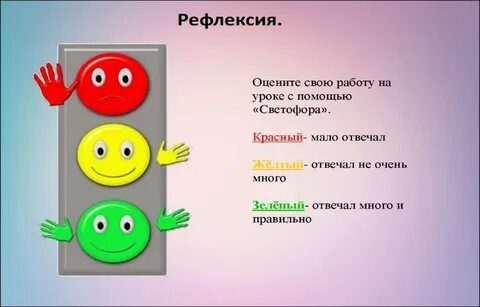 Рефлексия.
Оцените свою работу на
уроке с помощью
«Светофора».
Красный- мало отвечал
Жёлтый- отвечал не очень
много
Зелёный- отвечал много и
правильно